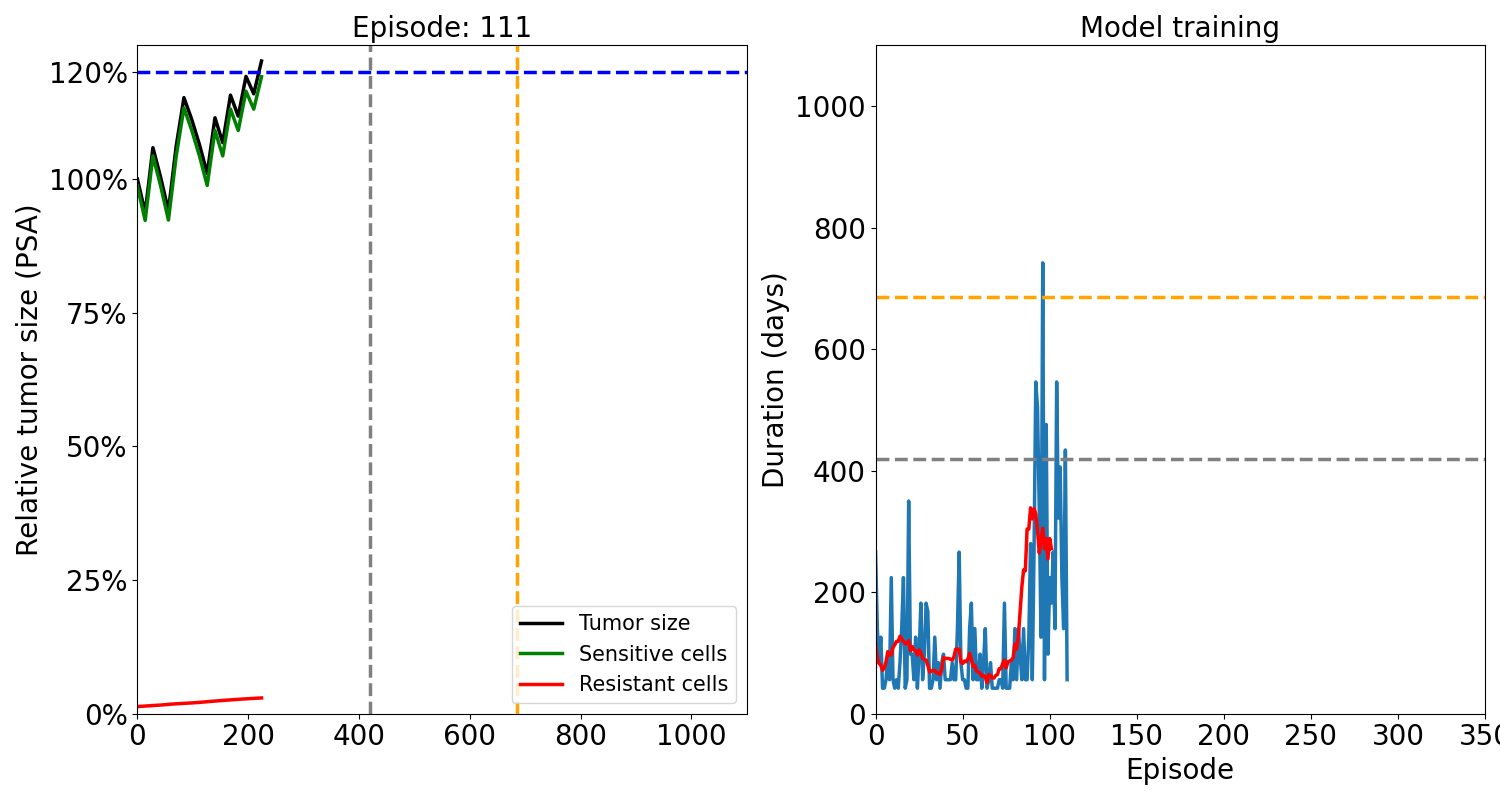 Episode: 111
Relative tumor size (PSA)
120%
100%
75%
50%
25%
0%
0 200 400 600 800 1000
Tumor size
Sensitive cells
Resistant cells
Model training
Duration (days)
1000
800
600
400
200
0
0 50 100 150 200 250 300 350
Episode